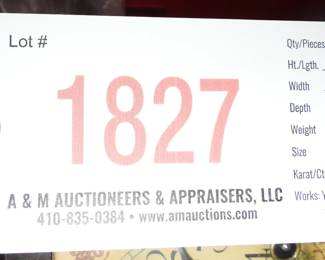 Lot #
1827
A & M AUCTIONEERS & APPRAISERS, LLC
410-835-0384 • www.amauctions.com
Qty/Pieces
Ht./Lgth.
Width
Depth
Weight
Size
Karat/Ct
Works: Y